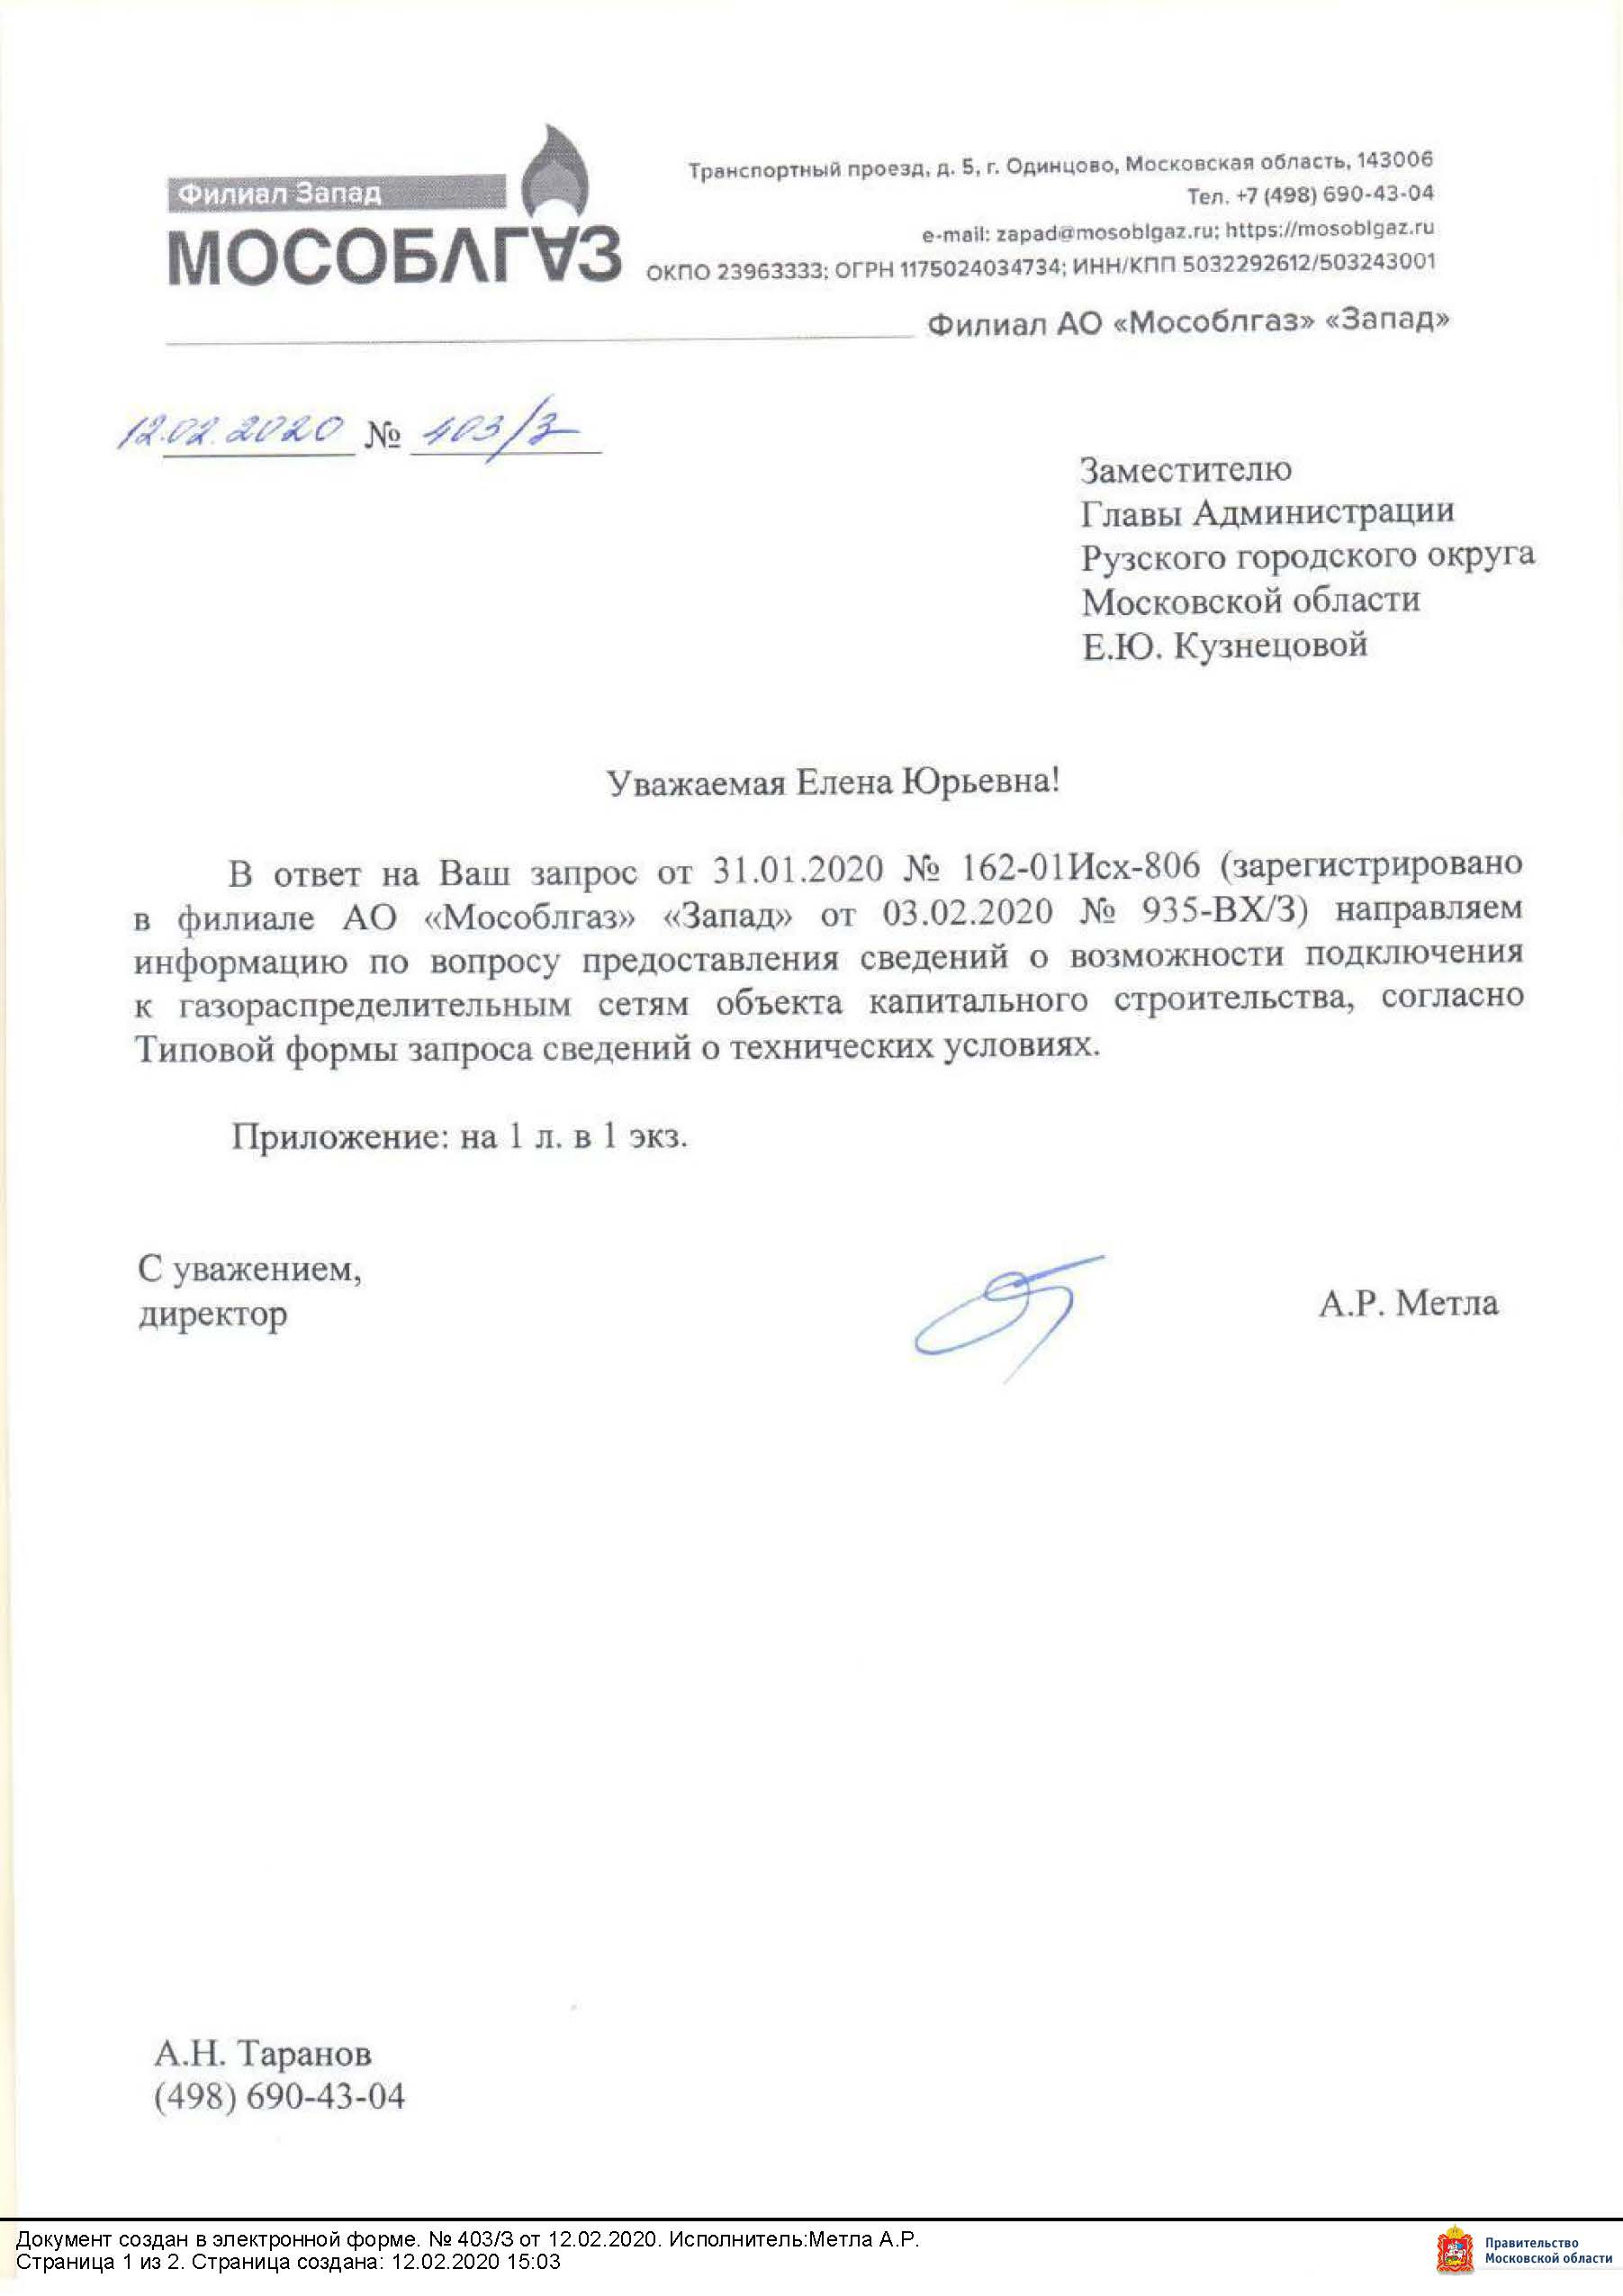 Филиал Запад
МОСОБЛГАЗ
Транспортный проезд, д. 5, г. Одинцово, Московская область, 143006
Тел. +7 (498) 690-43-04
e-mail: zapad@mosoblgaz.ru; https://mosoblgaz.ru
ОКПО 23963333; ОГРН 1175024034734; ИНН/КПП 5032292612/503243001
Филиал АО «Мособлгаз» «Запад»
12.02.2020 № 403/З
Заместителю
Главы Администрации
Рузского городского округа
Московской области
Е.Ю. Кузнецовой
Уважаемая Елена Юрьевна!
В ответ на Ваш запрос от 31.01.2020 № 162-01Исх-806 (зарегистрировано
в филиале АО «Мособлгаз» «Запад» от 03.02.2020 № 935-ВХ/З) направляем
информацию по вопросу предоставления сведений о возможности подключения
к газораспределительным сетям объекта капитального строительства, согласно
Типовой формы запроса сведений о технических условиях.
Приложение: на 1 л. в 1 экз.
С уважением,
директор
А.Р. Метла
А.Н. Таранов
(498) 690-43-04
Документ создан в электронной форме. № 403/З от 12.02.2020. Исполнитель:Метла А.Р.
Страница 1 из 2. Страница создана: 12.02.2020 15:03
Правительство
Московской области